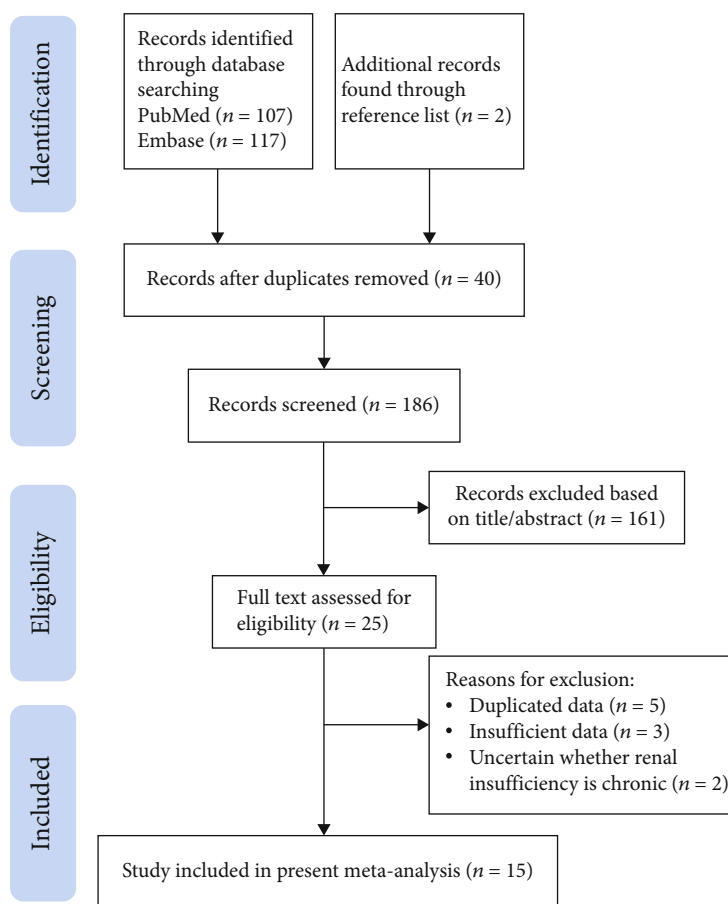 Identification
Records identified
through database
searching
PubMed (n = 107)
Embase (n = 117)
Additional records
found through
reference list (n = 2)
Screening
Records after duplicates removed (n = 40)
Records screened (n = 186)
Eligibility
Records excluded based
on title/abstract (n = 161)
Full text assessed for
eligibility (n = 25)
Included
Reasons for exclusion:
• Duplicated data (n = 5)
• Insufficient data (n = 3)
• Uncertain whether renal
insufficiency is chronic (n = 2)
Study included in present meta-analysis (n = 15)